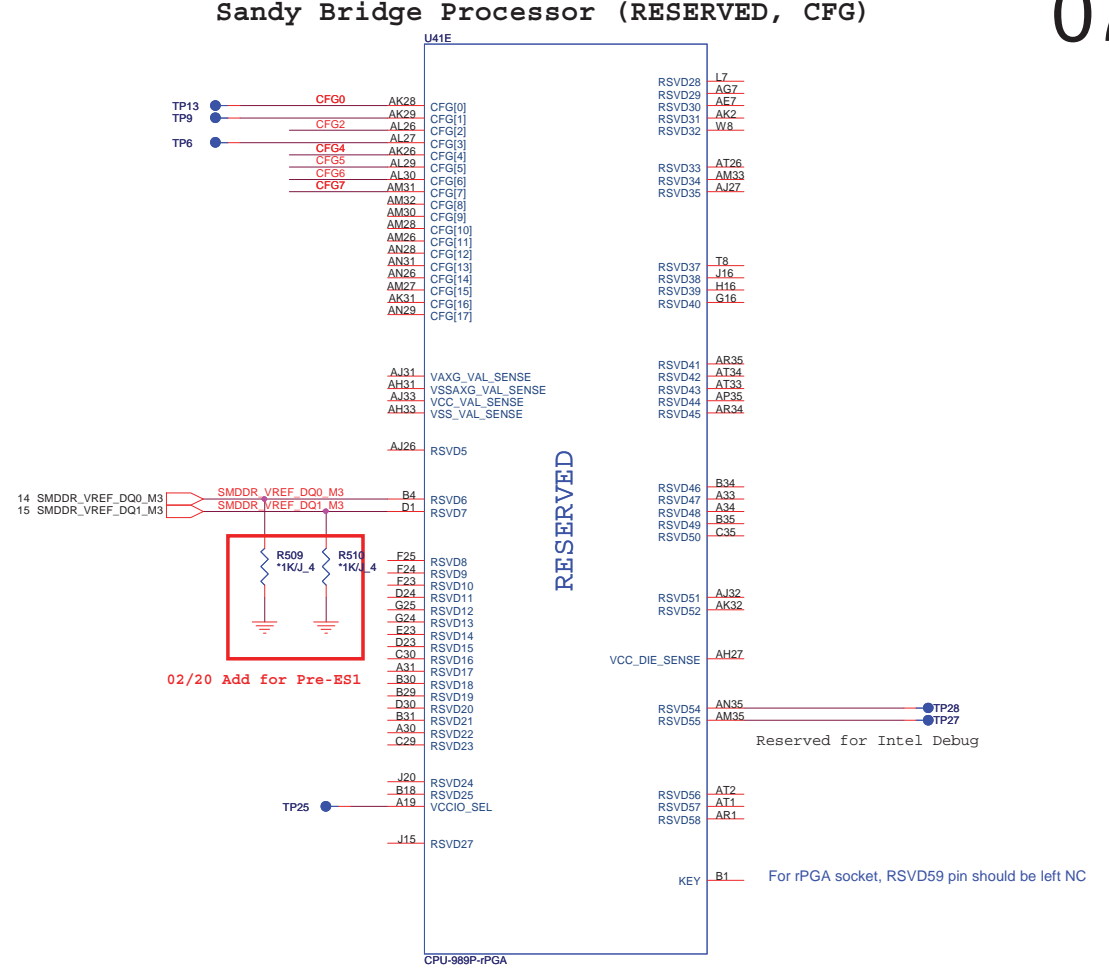 Sandy Bridge Processor (RESERVED, CFG)
U41E
TP13
CFG0
AK28
CFG[0]
TP9
AK29
CFG[1]
CFG2
AL26
CFG[2]
TP6
AL27
CFG[3]
CFG4
AK26
CFG[4]
CFG5
AL29
CFG[5]
CFG6
AL30
CFG[6]
CFG7
AM31
CFG[7]
AM32
CFG[8]
AM30
CFG[9]
AM28
CFG[10]
AM26
CFG[11]
AN28
CFG[12]
AN31
CFG[13]
AN26
CFG[14]
AM27
CFG[15]
AK31
CFG[16]
AN29
CFG[17]
AJ31
VAXG_VAL_SENSE
AH31
VSSAXG_VAL_SENSE
AJ33
VCC_VAL_SENSE
AH33
VSS_VAL_SENSE
AJ26
RSVD5
14 SMDDR_VREF_DQ0_M3
SMDDR_VREF_DQ0_M3
B4
RSVD6
15 SMDDR_VREF_DQ1_M3
SMDDR_VREF_DQ1_M3
D1
RSVD7
R509
*1K/J_4
R510
*1K/J_4
02/20 Add for Pre-ES1
F25
RSVD8
F24
RSVD9
F23
RSVD10
D24
RSVD11
G25
RSVD12
G24
RSVD13
E23
RSVD14
D23
RSVD15
C30
RSVD16
A31
RSVD17
B30
RSVD18
B29
RSVD19
D30
RSVD20
B31
RSVD21
A30
RSVD22
C29
RSVD23
J20
RSVD24
B18
RSVD25
TP25
A19
VCCIO_SEL
J15
RSVD27
RESERVED
RSVD28
L7
RSVD29
AG7
RSVD30
AE7
RSVD31
AK2
RSVD32
W8
RSVD33
AT26
RSVD34
AM33
RSVD35
AJ27
RSVD37
T8
RSVD38
J16
RSVD39
H16
RSVD40
G16
RSVD41
AR35
RSVD42
AT34
RSVD43
AT33
RSVD44
AP35
RSVD45
AR34
RSVD46
B34
RSVD47
A33
RSVD48
A34
RSVD49
B35
RSVD50
C35
RSVD51
AJ32
RSVD52
AK32
VCC_DIE_SENSE
AH27
RSVD54
AN35
TP28
RSVD55
AM35
TP27
Reserved for Intel Debug
RSVD56
AT2
RSVD57
AT1
RSVD58
AR1
KEY
B1
For rPGA socket, RSVD59 pin should be left NC
CPU-989P-rPGA